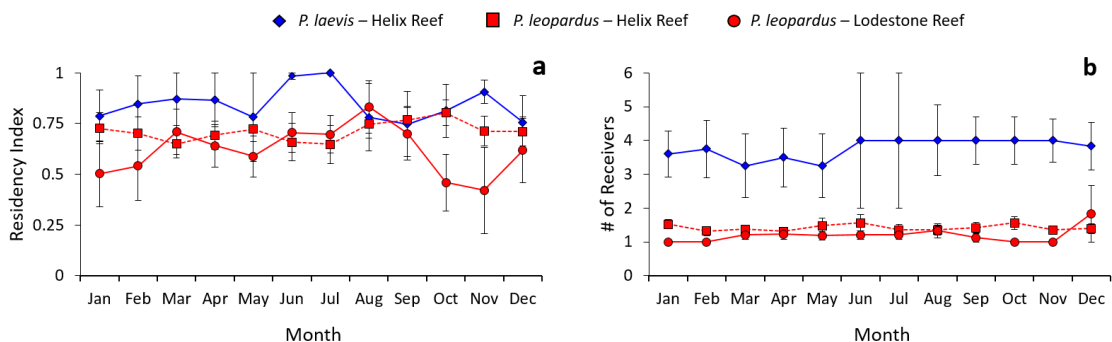 P. laevis – Helix Reef P. leopardus – Helix Reef P. leopardus – Lodestone Reef
a
1
0.75
0.5
0.25
0
Residency Index
Jan Feb Mar Apr May Jun Jul Aug Sep Oct Nov Dec
Month
b
6
5
4
3
2
1
0
# of Receivers
Jan Feb Mar Apr May Jun Jul Aug Sep Oct Nov Dec
Month